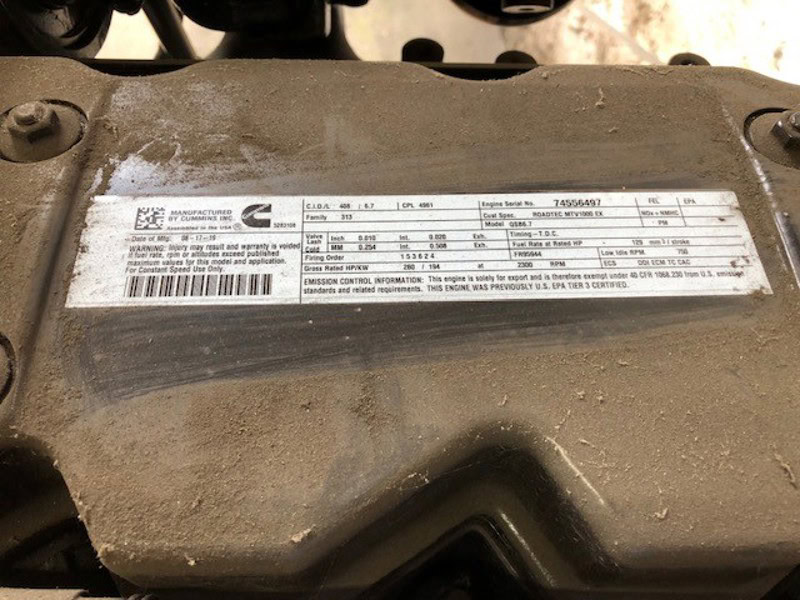 MANUFACTURED
BY CUMMINS INC.
Assembled in the USA
5282108
Date of Mfg. 06-17-19
WARNING: Injury may result and warranty is voided
if fuel rate, rpm or altitudes exceed published
maximum values for this model and application.
For Constant Speed Use Only.
C.I.D./L 408 / 6.7 CPL 4981
Family 313
Valve Lash Cold Inch 0.010 Int. 0.020 Exh.
MM 0.254 Int. 0.508 Exh.
Firing Order 1 5 3 6 2 4
Gross Rated HP/KW 260 / 194 at 2300 RPM
Engine Serial No. 74556497
Cust Spec. ROADTEC MTV1000 EX
Model QSB6.7
Timing - T.D.C.
Fuel Rate at Rated HP - 129 mm3 / stroke
FR95944 Low Idle RPM 750
ECS DDI ECM TC CAC
FEL EPA
NOx + NMHC
PM
EMISSION CONTROL INFORMATION: This engine is solely for export and is therefore exempt under 40 CFR 1068.230 from U.S. emission
standards and related requirements. THIS ENGINE WAS PREVIOUSLY U.S. EPA TIER 3 CERTIFIED.